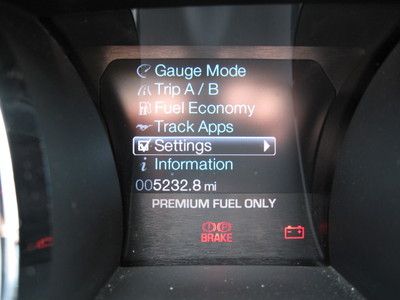 Gauge Mode
Trip A / B
Fuel Economy
Track Apps
Settings
i Information
005232.8 mi
PREMIUM FUEL ONLY
(!) (P)
BRAKE